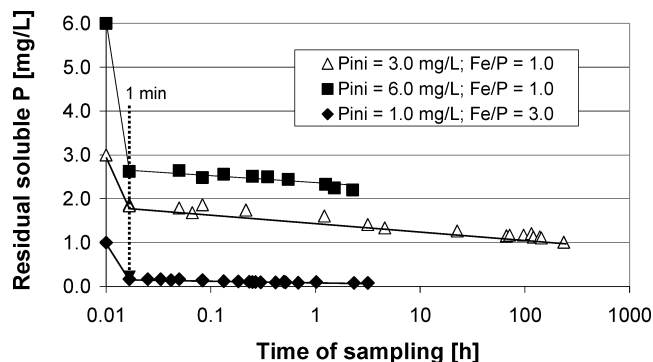 Residual soluble P [mg/L]
6.0
5.0
4.0
3.0
2.0
1.0
0.0
1 min
Pini = 3.0 mg/L; Fe/P = 1.0
Pini = 6.0 mg/L; Fe/P = 1.0
Pini = 1.0 mg/L; Fe/P = 3.0
0.01 0.1 1 10 100 1000
Time of sampling [h]